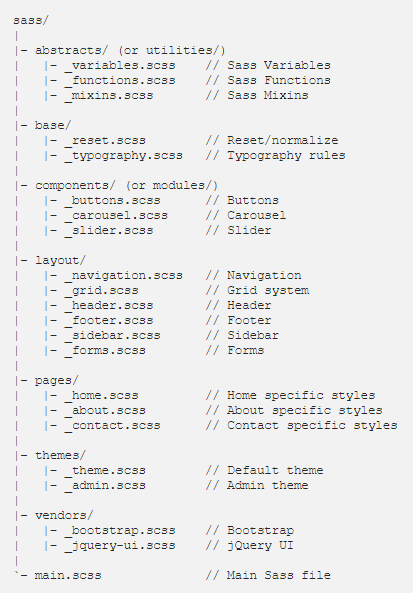 sass/
|
|– abstracts/ (or utilities/)
|   |– _variables.scss    // Sass Variables
|   |– _functions.scss    // Sass Functions
|   |– _mixins.scss       // Sass Mixins
|
|– base/
|   |– _reset.scss        // Reset/normalize
|   |– _typography.scss   // Typography rules
|
|– components/ (or modules/)
|   |– _buttons.scss      // Buttons
|   |– _carousel.scss     // Carousel
|   |– _slider.scss       // Slider
|
|– layout/
|   |– _navigation.scss   // Navigation
|   |– _grid.scss         // Grid system
|   |– _header.scss       // Header
|   |– _footer.scss       // Footer
|   |– _sidebar.scss      // Sidebar
|   |– _forms.scss        // Forms
|
|– pages/
|   |– _home.scss         // Home specific styles
|   |– _about.scss        // About specific styles
|   |– _contact.scss      // Contact specific styles
|
|– themes/
|   |– _theme.scss        // Default theme
|   |– _admin.scss        // Admin theme
|
|– vendors/
|   |– _bootstrap.scss    // Bootstrap
|   |– _jquery-ui.scss    // jQuery UI
|
`– main.scss              // Main Sass file